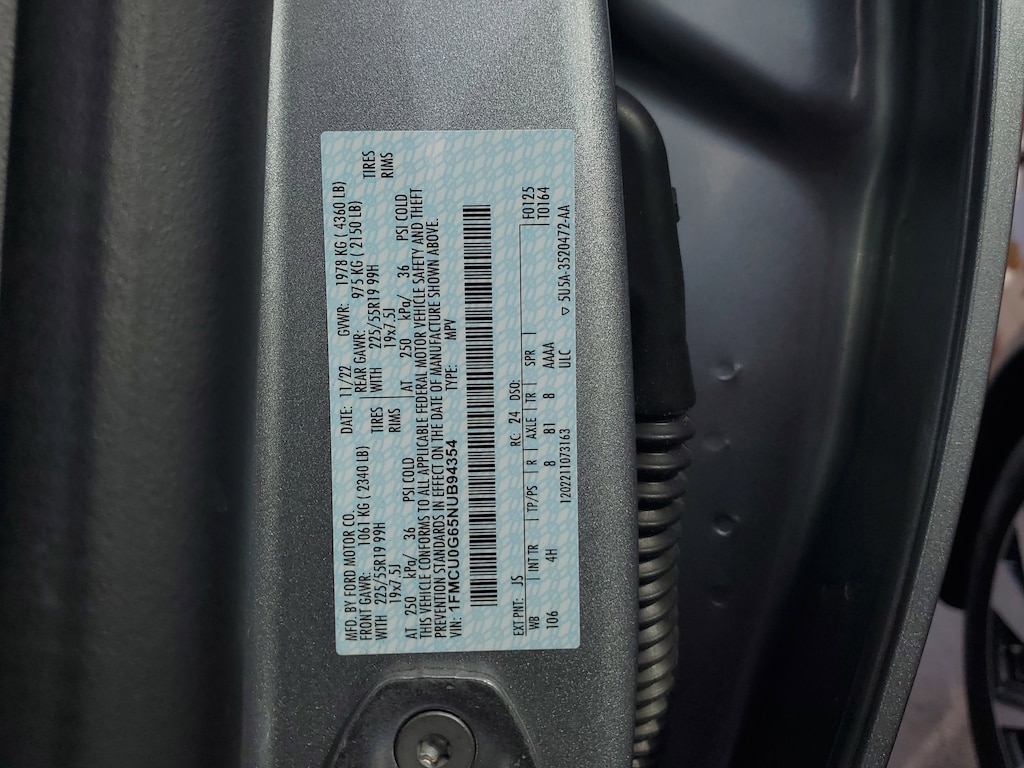 MFD. BY FORD MOTOR CO. DATE: 11/22 GVWR: 1978 KG ( 4360 LB)
FRONT GAWR: 1061 KG ( 2340 LB) REAR GAWR: 975 KG ( 2150 LB)
WITH 225/55R19 99H TIRES WITH 225/55R19 99H TIRES
19x7.5J RIMS 19x7.5J RIMS
AT 250 kPa/ 36 PSI COLD AT 250 kPa/ 36 PSI COLD
THIS VEHICLE CONFORMS TO ALL APPLICABLE FEDERAL MOTOR VEHICLE SAFETY AND THEFT
PREVENTION STANDARDS IN EFFECT ON THE DATE OF MANUFACTURE SHOWN ABOVE.
VIN: 1FMCU0G65NUB94354 TYPE: MPV
EXT PNT: JS RC: 24 DSO: F0125
WB INT TR TP/PS R AXLE TR SPR T0164
106 4H 8 81 8 AAAA
1202211073163 ULC ▽ 5U5A-3520472-AA